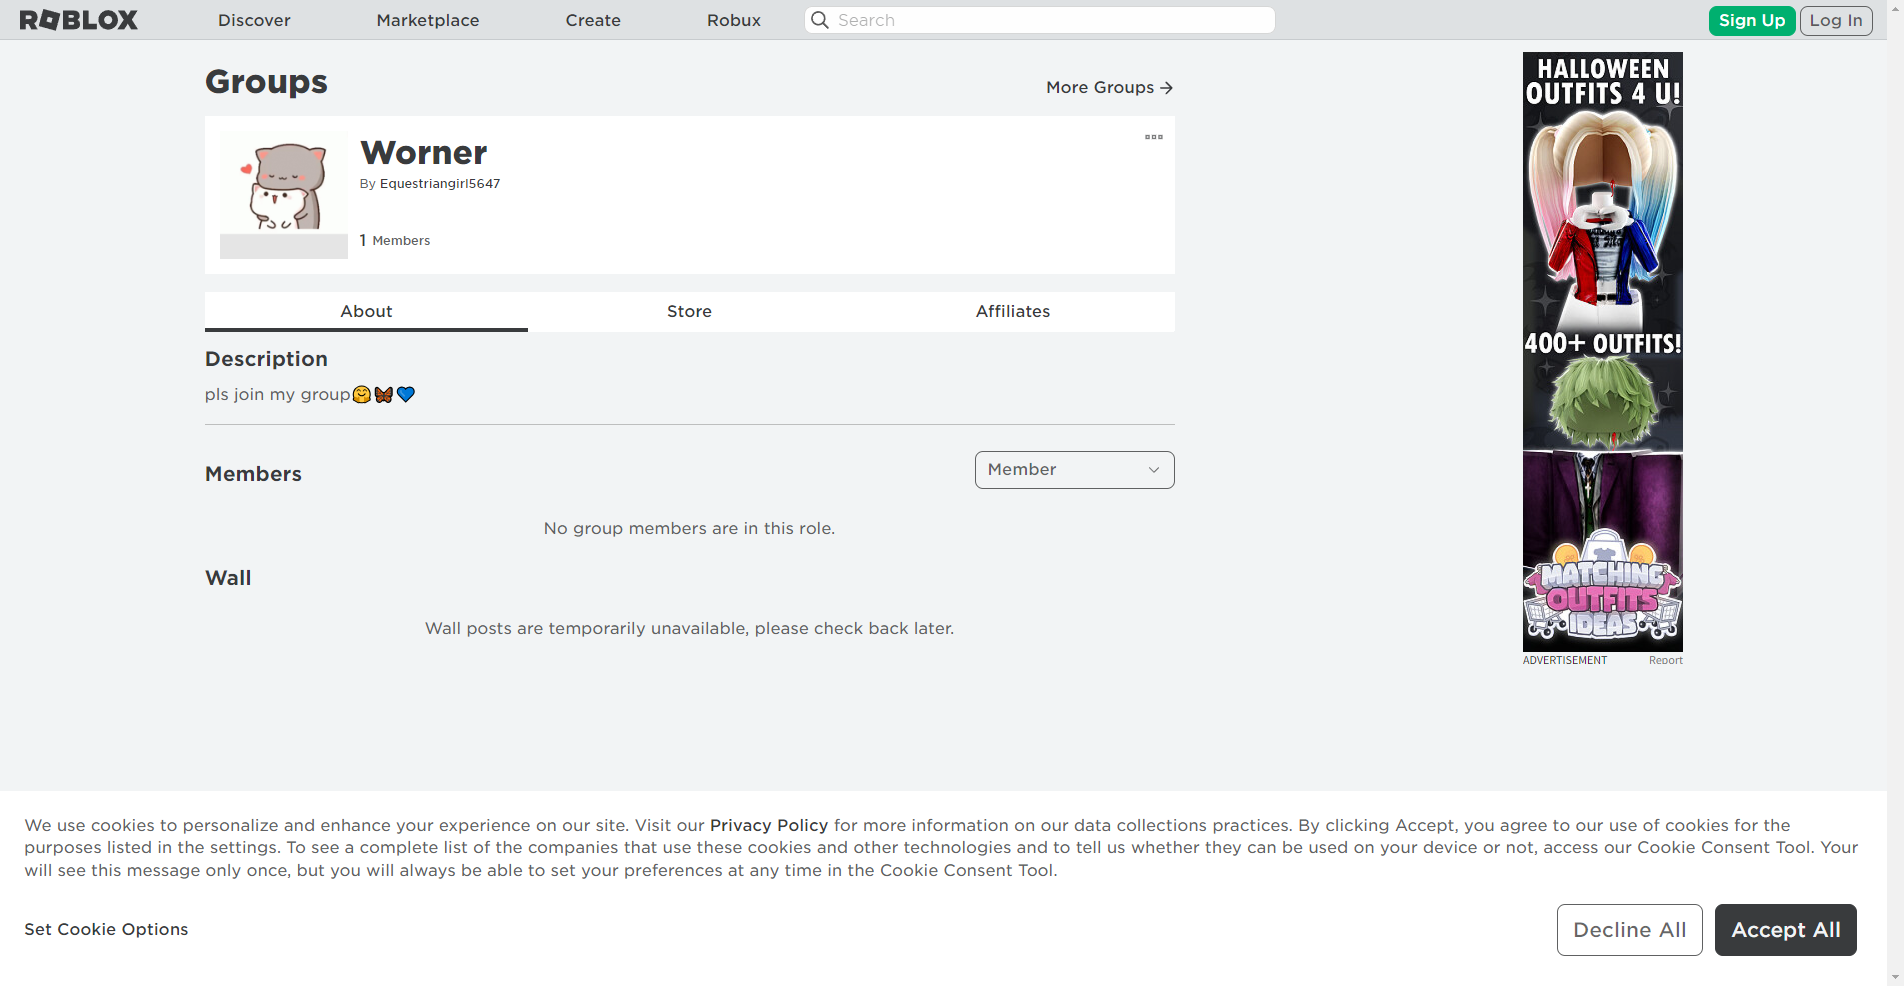 ROBLOX Discover Marketplace Create Robux Search Sign Up Log In
Groups
More Groups
Worner
By Equestriangirl5647
1 Members
About Store Affiliates
Description
pls join my group🤗🦋💙
Members
Member
No group members are in this role.
Wall
Wall posts are temporarily unavailable, please check back later.
HALLOWEEN
OUTFITS 4 U!
400+ OUTFITS!
MATCHING
OUTFITS
IDEAS
ADVERTISEMENT Report
We use cookies to personalize and enhance your experience on our site. Visit our Privacy Policy for more information on our data collections practices. By clicking Accept, you agree to our use of cookies for the
purposes listed in the settings. To see a complete list of the companies that use these cookies and other technologies and to tell us whether they can be used on your device or not, access our Cookie Consent Tool. Your
will see this message only once, but you will always be able to set your preferences at any time in the Cookie Consent Tool.
Set Cookie Options
Decline All Accept All